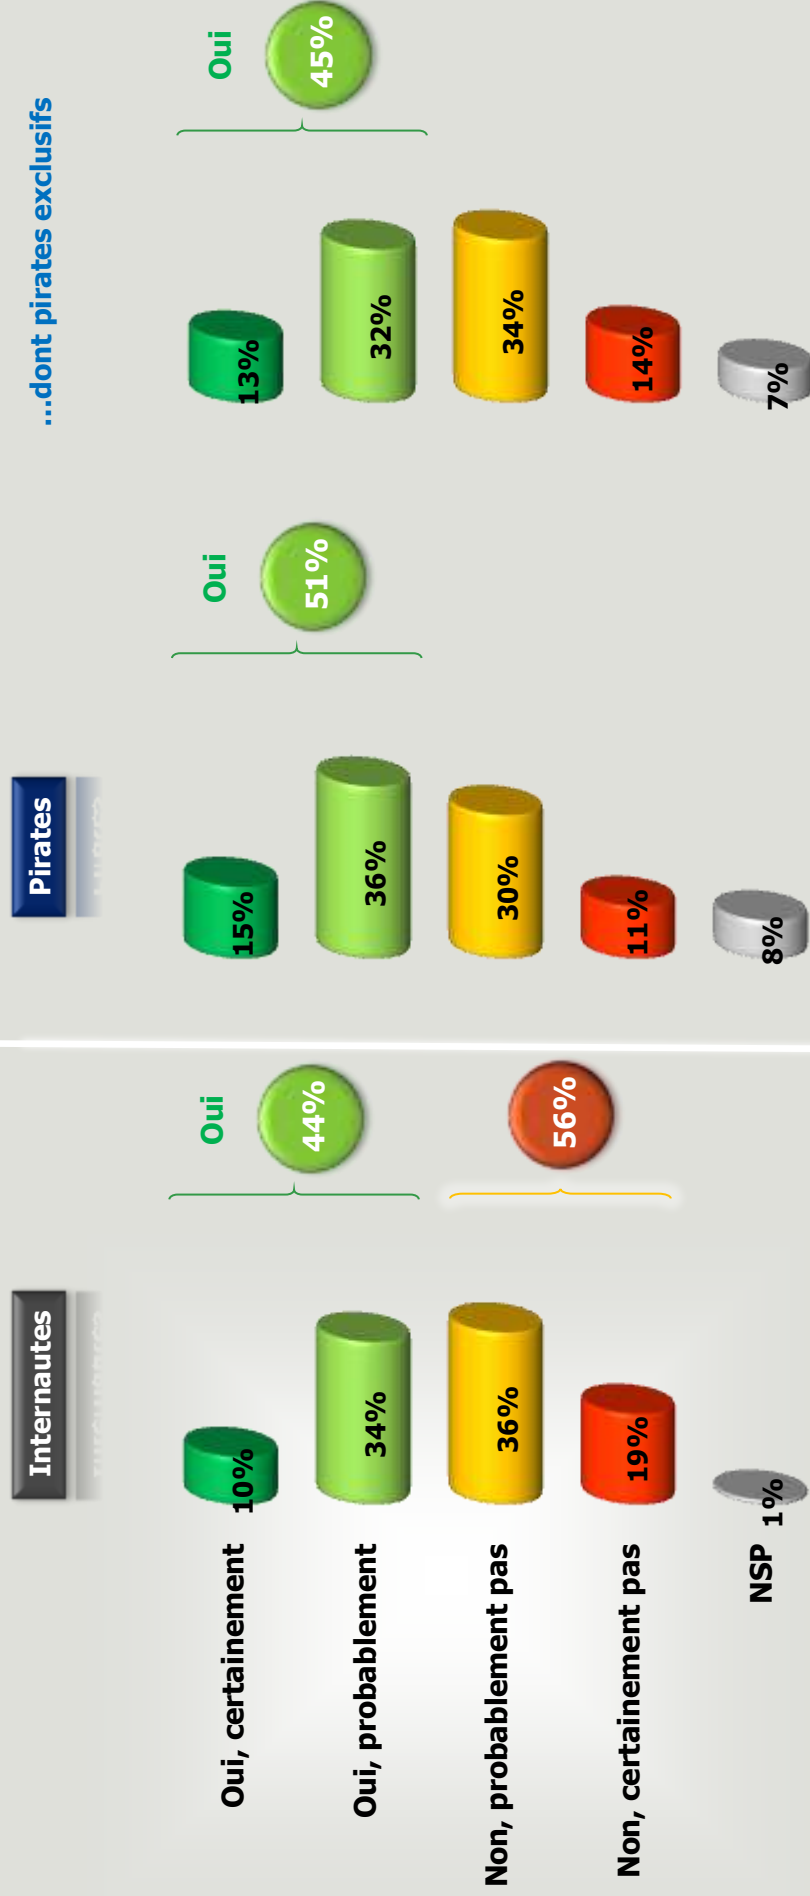 Internautes
Pirates
...dont pirates exclusifs
Oui, certainement 10% 15% 13%
Oui, probablement 34% 36% 32%
Non, probablement pas 36% 30% 34%
Non, certainement pas 19% 11% 14%
NSP 1% 8% 7%
Oui
44%
56%
Oui
51%
Oui
45%